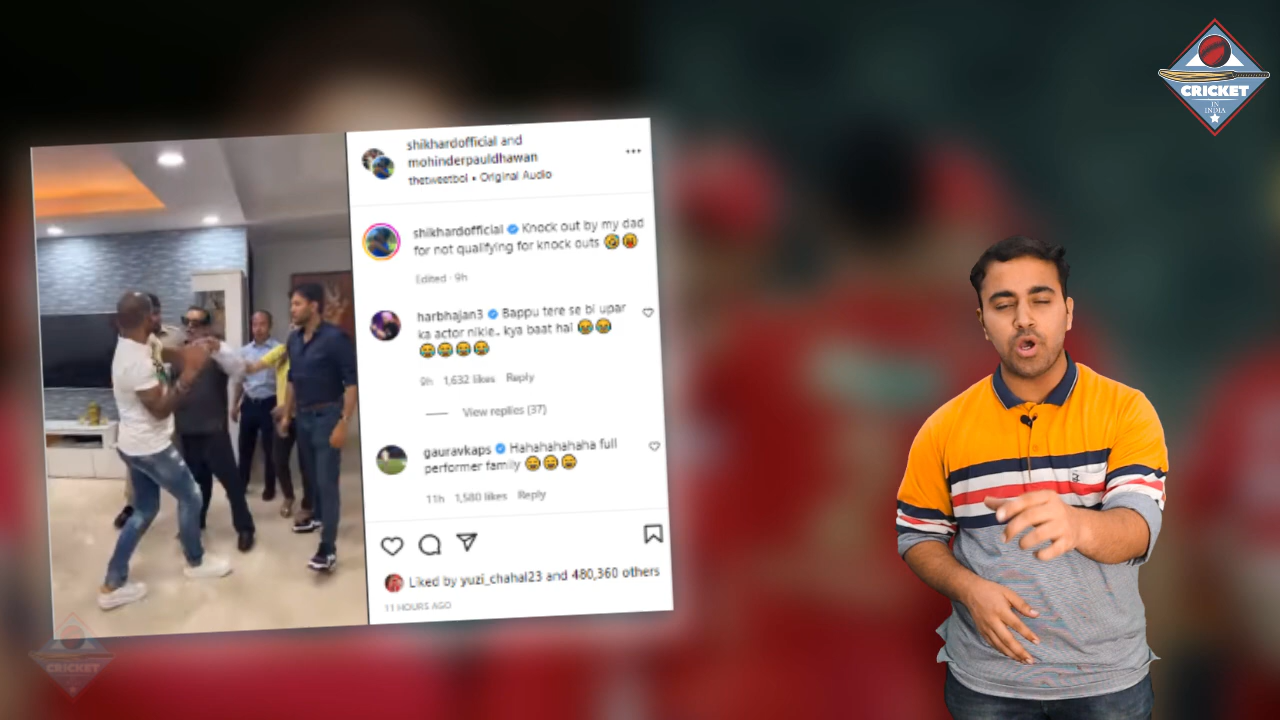 CRICKET
IN
INDIA
shikhardofficial and
mohinderpauldhawan
thetweetbol • Original Audio
shikhardofficial Knock out by my dad
for not qualifying for knock outs 🤣😝
Edited · 9h
harbhajan3 Bappu tere se bi upar
ka actor nikle.. kya baat hai 😂😂
😂😂😂😂
9h 1,632 likes Reply
View replies (37)
gauravkaps Hahahahahaha full
performer family 😂😂😂
11h 1,580 likes Reply
Liked by yuzi_chahal23 and 480,360 others
11 HOURS AGO
CRICKET